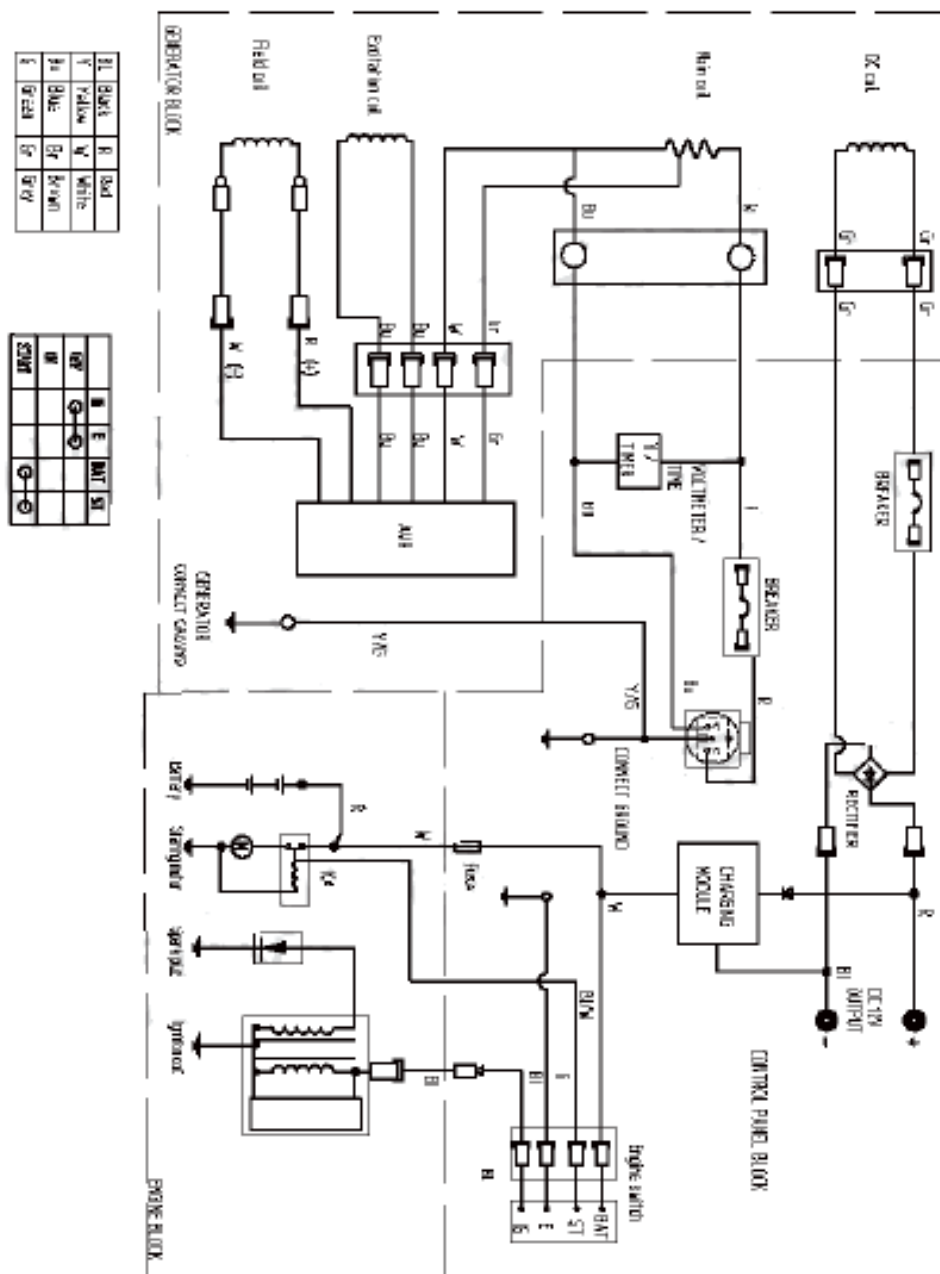 GENERATOR BLOCK
Field coil
Excitation coil
Main coil
DC coil
BL Black R Red
Y Yellow W White
Bu Blue Br Brown
G Green Gr Grey
IG E BAT ST
OFF
ON
START
W (-)
R (+)
Bu
Bu
W
Bu
Bu
W
Gr
Bu
W
Gr
Gr
Gr
Gr
AVR
V/
TIMER
VOLTMETER/
TIME
BREAKER
BREAKER
GENERATOR
CONNECT GROUND
Y/G
Y/G
Bu
R
CONNECT GROUND
RECTIFIER
CHARGING
MODULE
R
Bl
DC 12V
OUTPUT
+
-
CONTROL PANEL BLOCK
Battery
Starting motor
Spark plug
Ignition coil
M
R
W
Fuse
W
Bl/W
Bl
Bl
Engine switch
BAT
ST
E
IG
ENGINE BLOCK